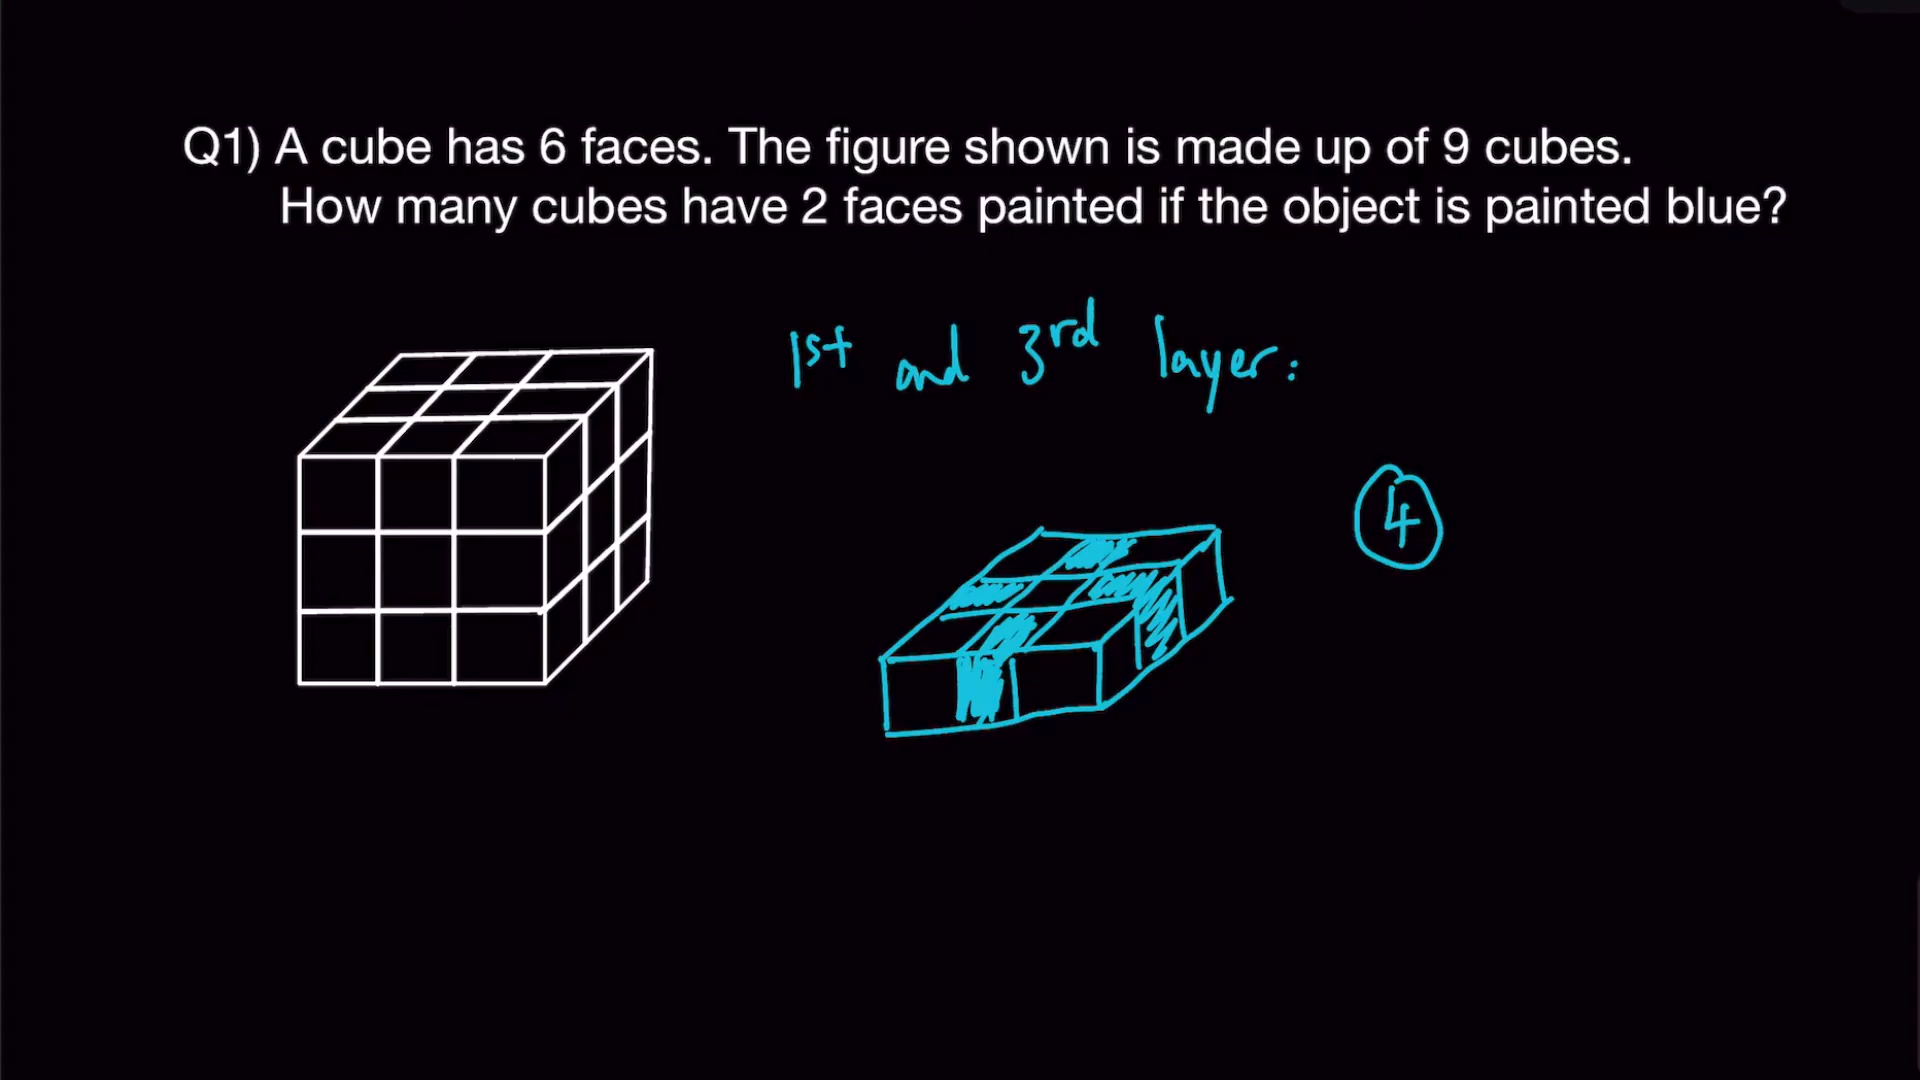 Q1) A cube has 6 faces. The figure shown is made up of 9 cubes.
How many cubes have 2 faces painted if the object is painted blue?
1st and 3rd layer:
4